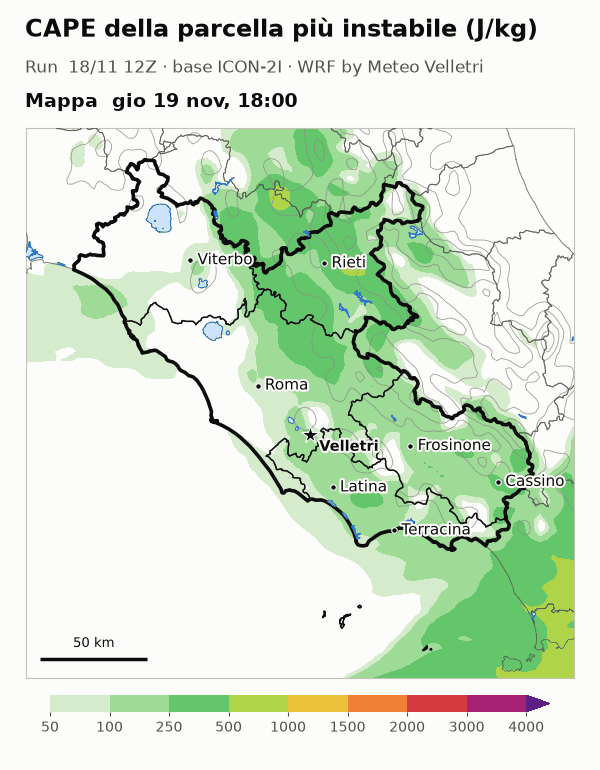 CAPE della parcella più instabile (J/kg)
Run  18/11 12Z · base ICON-2I · WRF by Meteo Velletri
Mappa  gio 19 nov, 18:00
Viterbo
Rieti
Roma
Velletri
Frosinone
Cassino
Latina
Terracina
50 km
50 100 250 500 1000 1500 2000 3000 4000